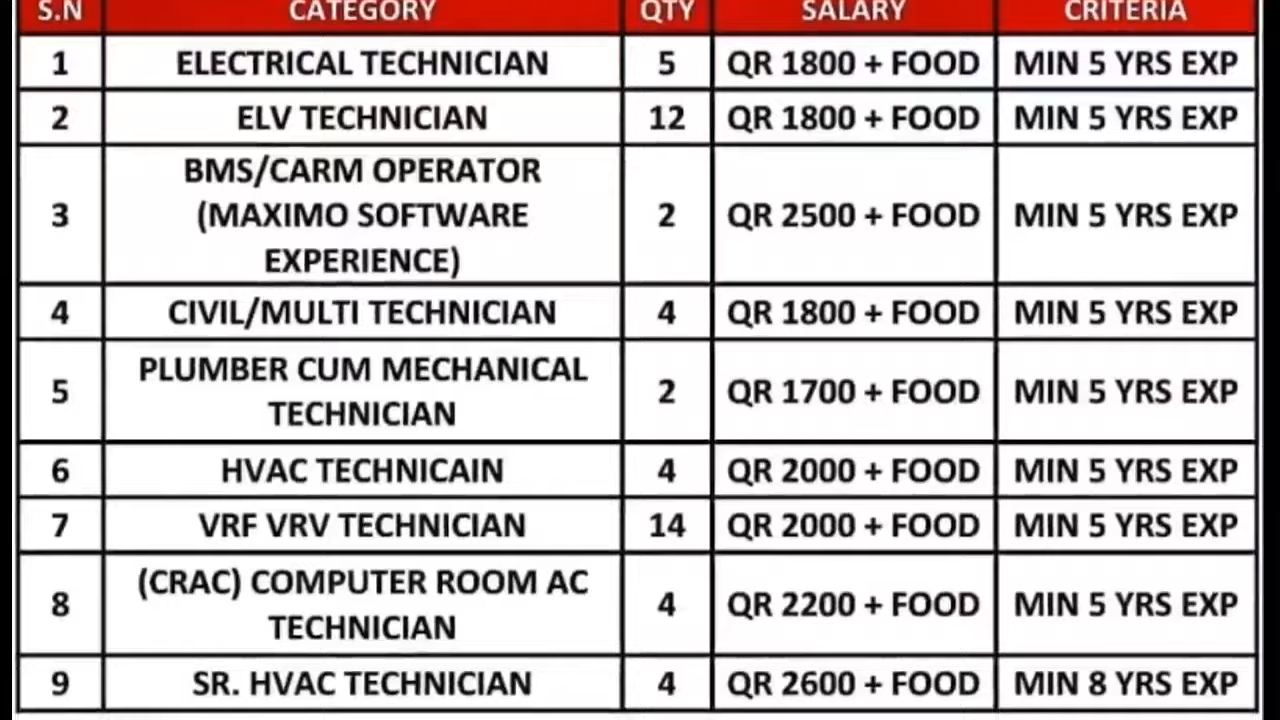 S.N CATEGORY QTY SALARY CRITERIA
1 ELECTRICAL TECHNICIAN 5 QR 1800 + FOOD MIN 5 YRS EXP
2 ELV TECHNICIAN 12 QR 1800 + FOOD MIN 5 YRS EXP
BMS/CARM OPERATOR
3 (MAXIMO SOFTWARE 2 QR 2500 + FOOD MIN 5 YRS EXP
EXPERIENCE)
4 CIVIL/MULTI TECHNICIAN 4 QR 1800 + FOOD MIN 5 YRS EXP
PLUMBER CUM MECHANICAL
5 TECHNICIAN 2 QR 1700 + FOOD MIN 5 YRS EXP
6 HVAC TECHNICAIN 4 QR 2000 + FOOD MIN 5 YRS EXP
7 VRF VRV TECHNICIAN 14 QR 2000 + FOOD MIN 5 YRS EXP
(CRAC) COMPUTER ROOM AC
8 TECHNICIAN 4 QR 2200 + FOOD MIN 5 YRS EXP
9 SR. HVAC TECHNICIAN 4 QR 2600 + FOOD MIN 8 YRS EXP